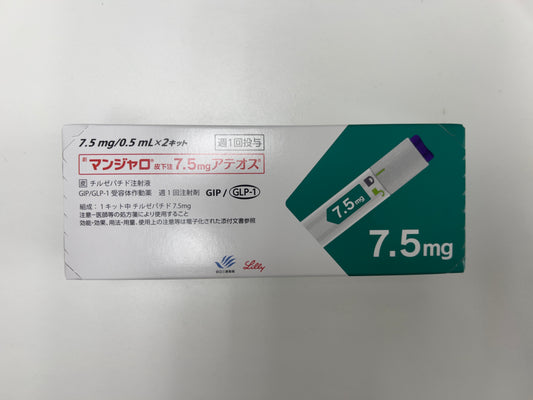 7.5 mg/0.5 mL×2キット
週1回投与
マンジャロ® 皮下注 7.5mg アテオス®
チルゼパチド注射液
GIP/GLP-1 受容体作動薬 週1回注射剤 GIP / GLP-1
組成：1キット中 チルゼパチド 7.5mg
注意－医師等の処方箋により使用すること
効能・効果、用法・用量、使用上の注意等は電子化された添付文書参照
Lilly
7.5mg
7.5mg